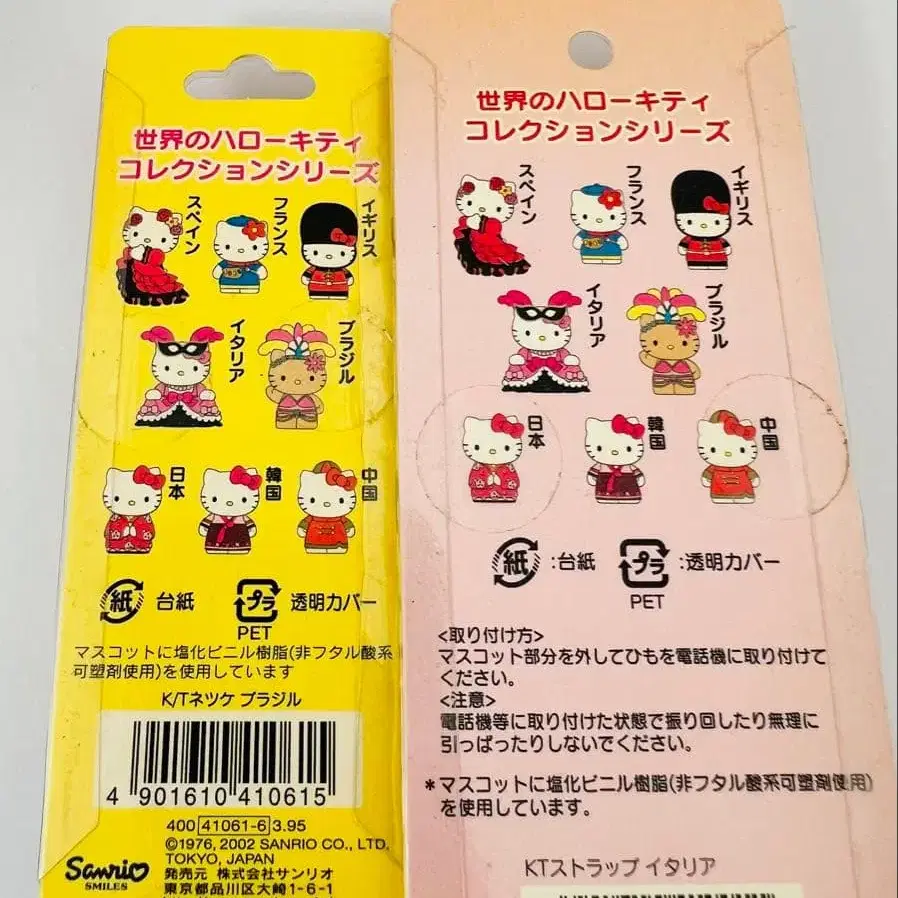 世界のハローキティ
コレクションシリーズ
スペイン
フランス
イギリス
イタリア
ブラジル
日本
韓国
中国
紙
:台紙
プラ
PET
:透明カバー
<取り付け方>
マスコット部分を外してひもを電話機に取り付けて
ください。
<注意>
電話機等に取り付けた状態で振り回したり無理に
引っぱったりしないでください。
*マスコットに塩化ビニル樹脂(非フタル酸系可塑剤使用)
を使用しています。
KTストラップ イタリア
世界のハローキティ
コレクションシリーズ
スペイン
フランス
イギリス
イタリア
ブラジル
日本
韓国
中国
紙
台紙
プラ
PET
透明カバー
マスコットに塩化ビニル樹脂(非フタル酸系
可塑剤使用)を使用しています
K/Tネツケ ブラジル
4 901610 410615
400 41061-6 3.95
©1976, 2002 SANRIO CO., LTD.
TOKYO, JAPAN
Sanrio
SMILES
発売元 株式会社サンリオ
東京都品川区大崎1-6-1